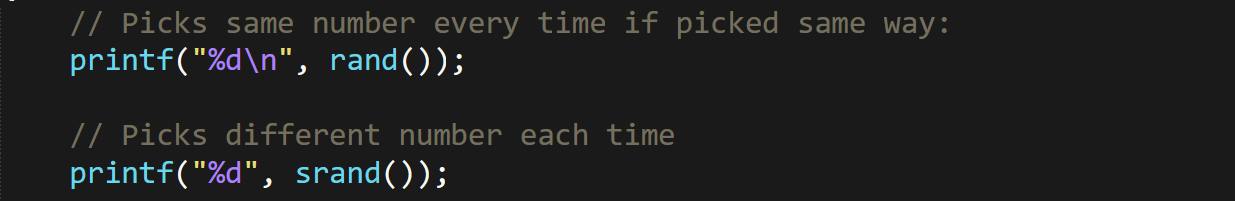 // Picks same number every time if picked same way:
printf("%d\n", rand());
// Picks different number each time
printf("%d", srand());